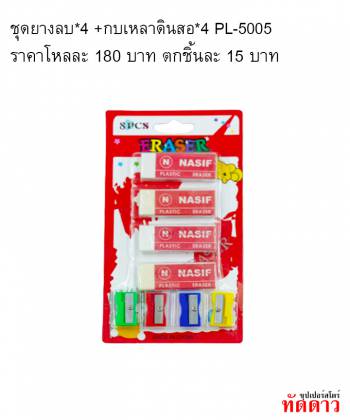 ชุดยางลบ*4 +กบเหลาดินสอ*4 PL-5005
ราคาโหลละ 180 บาท ตกชิ้นละ 15 บาท
8PCS
ERASER
N NASIF
PLASTIC ERASER
N NASIF
PLASTIC ERASER
N NASIF
PLASTIC ERASER
N NASIF
PLASTIC ERASER
ซุปเปอร์สโตร์
ทัดดาว